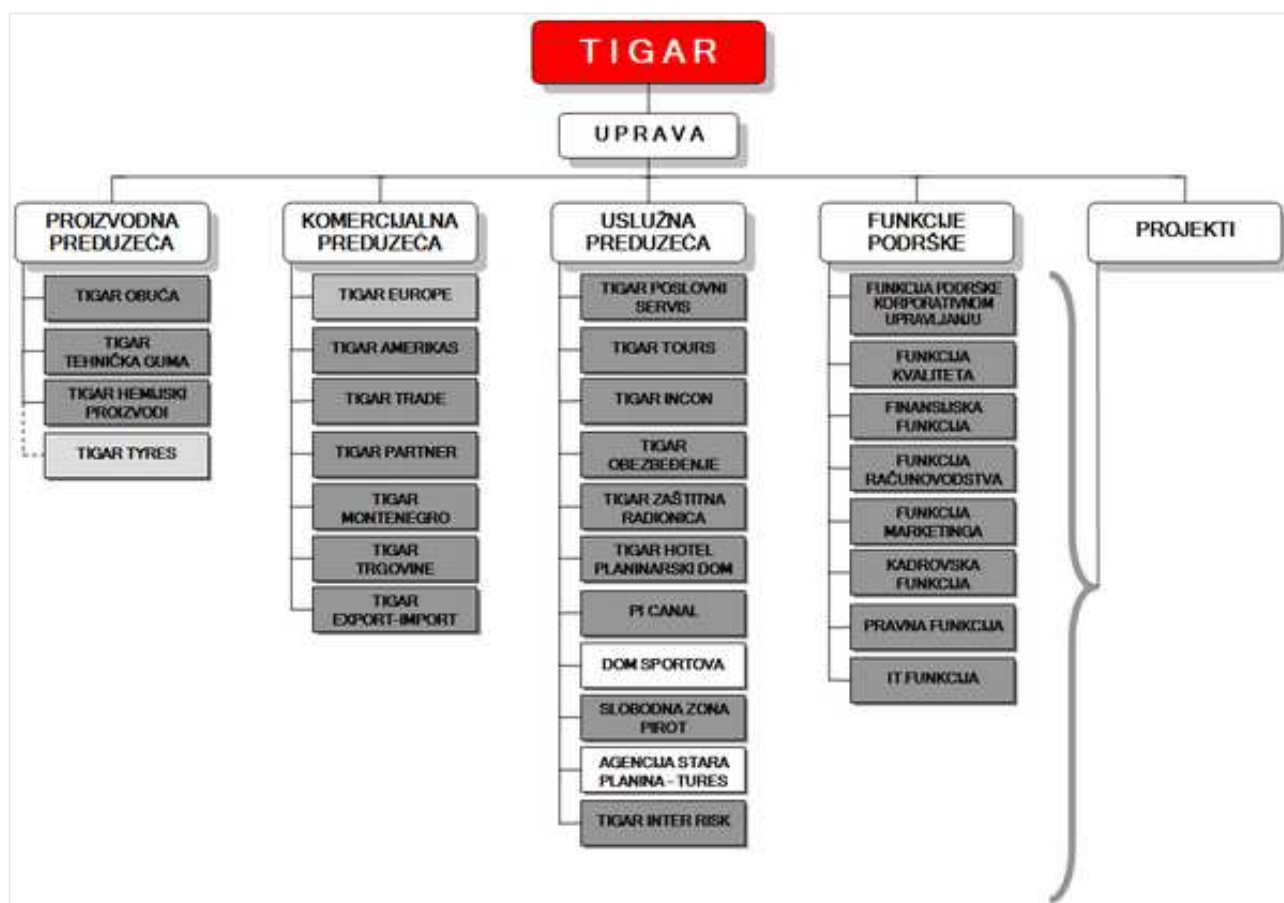 TIGAR
UPRAVA
PROIZVODNA
PREDUZEĆA
TIGAR OBUĆA
TIGAR
TEHNIČKA GUMA
TIGAR HEMIJSKI
PROIZVODI
TIGAR TYRES
KOMERCIJALNA
PREDUZEĆA
TIGAR EUROPE
TIGAR AMERIKAS
TIGAR TRADE
TIGAR PARTNER
TIGAR
MONTENEGRO
TIGAR
TRGOVINE
TIGAR
EXPORT-IMPORT
USLUŽNA
PREDUZEĆA
TIGAR POSLOVNI
SERVIS
TIGAR TOURS
TIGAR INCON
TIGAR
OBEZBEĐENJE
TIGAR ZAŠTITNA
RADIONICA
TIGAR HOTEL
PLANINARSKI DOM
PI CANAL
DOM SPORTOVA
SLOBODNA ZONA
PIROT
AGENCIJA STARA
PLANINA - TURES
TIGAR INTER RISK
FUNKCIJE
PODRŠKE
FUNKCIJA PODRŠKE
KORPORATIVNOM
UPRAVLJANJU
FUNKCIJA
KVALITETA
FINANSIJSKA
FUNKCIJA
FUNKCIJA
RAČUNOVODSTVA
FUNKCIJA
MARKETINGA
KADROVSKA
FUNKCIJA
PRAVNA FUNKCIJA
IT FUNKCIJA
PROJEKTI